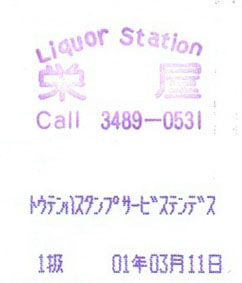 Liquor Station
栄屋
Call 3489-0531
トウテンハスタンプサービステンデス
1扱 01年03月11日